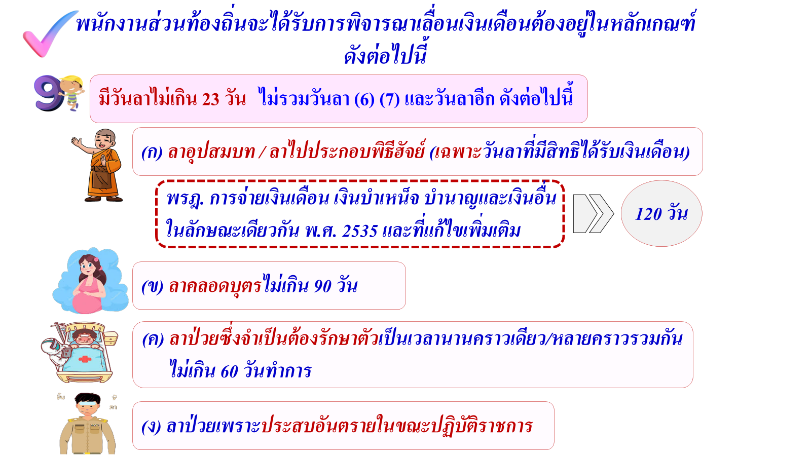 พนักงานส่วนท้องถิ่นจะได้รับการพิจารณาเลื่อนเงินเดือนต้องอยู่ในหลักเกณฑ์
ดังต่อไปนี้
9
มีวันลาไม่เกิน 23 วัน ไม่รวมวันลา (6) (7) และวันลาอีก ดังต่อไปนี้
(ก) ลาอุปสมบท / ลาไปประกอบพิธีฮัจย์ (เฉพาะวันลาที่มีสิทธิได้รับเงินเดือน)
พรฎ. การจ่ายเงินเดือน เงินบำเหน็จ บำนาญและเงินอื่น
ในลักษณะเดียวกัน พ.ศ. 2535 และที่แก้ไขเพิ่มเติม
120 วัน
(ข) ลาคลอดบุตรไม่เกิน 90 วัน
(ค) ลาป่วยซึ่งจำเป็นต้องรักษาตัวเป็นเวลานานคราวเดียว/หลายคราวรวมกัน
ไม่เกิน 60 วันทำการ
(ง) ลาป่วยเพราะประสบอันตรายในขณะปฏิบัติราชการ